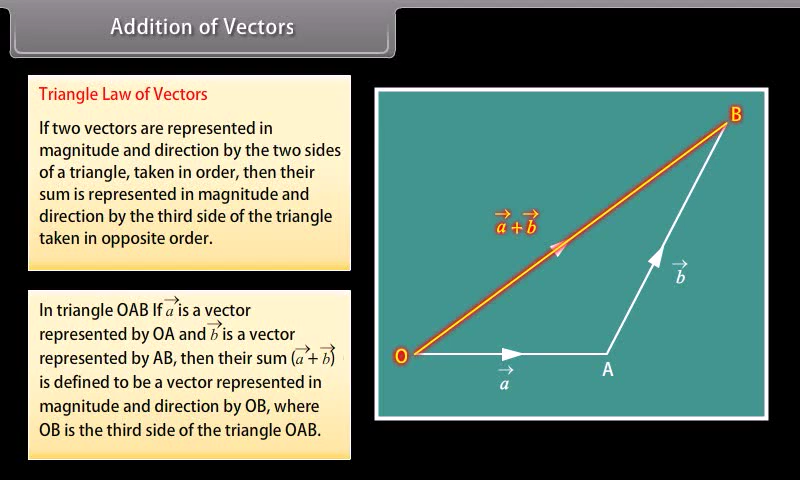 Addition of Vectors
Triangle Law of Vectors
If two vectors are represented in
magnitude and direction by the two sides
of a triangle, taken in order, then their
sum is represented in magnitude and
direction by the third side of the triangle
taken in opposite order.
In triangle OAB If a⃗ is a vector
represented by OA and b⃗ is a vector
represented by AB, then their sum (a⃗ + b⃗)
is defined to be a vector represented in
magnitude and direction by OB, where
OB is the third side of the triangle OAB.
B
a⃗ + b⃗
b⃗
O
A
a⃗